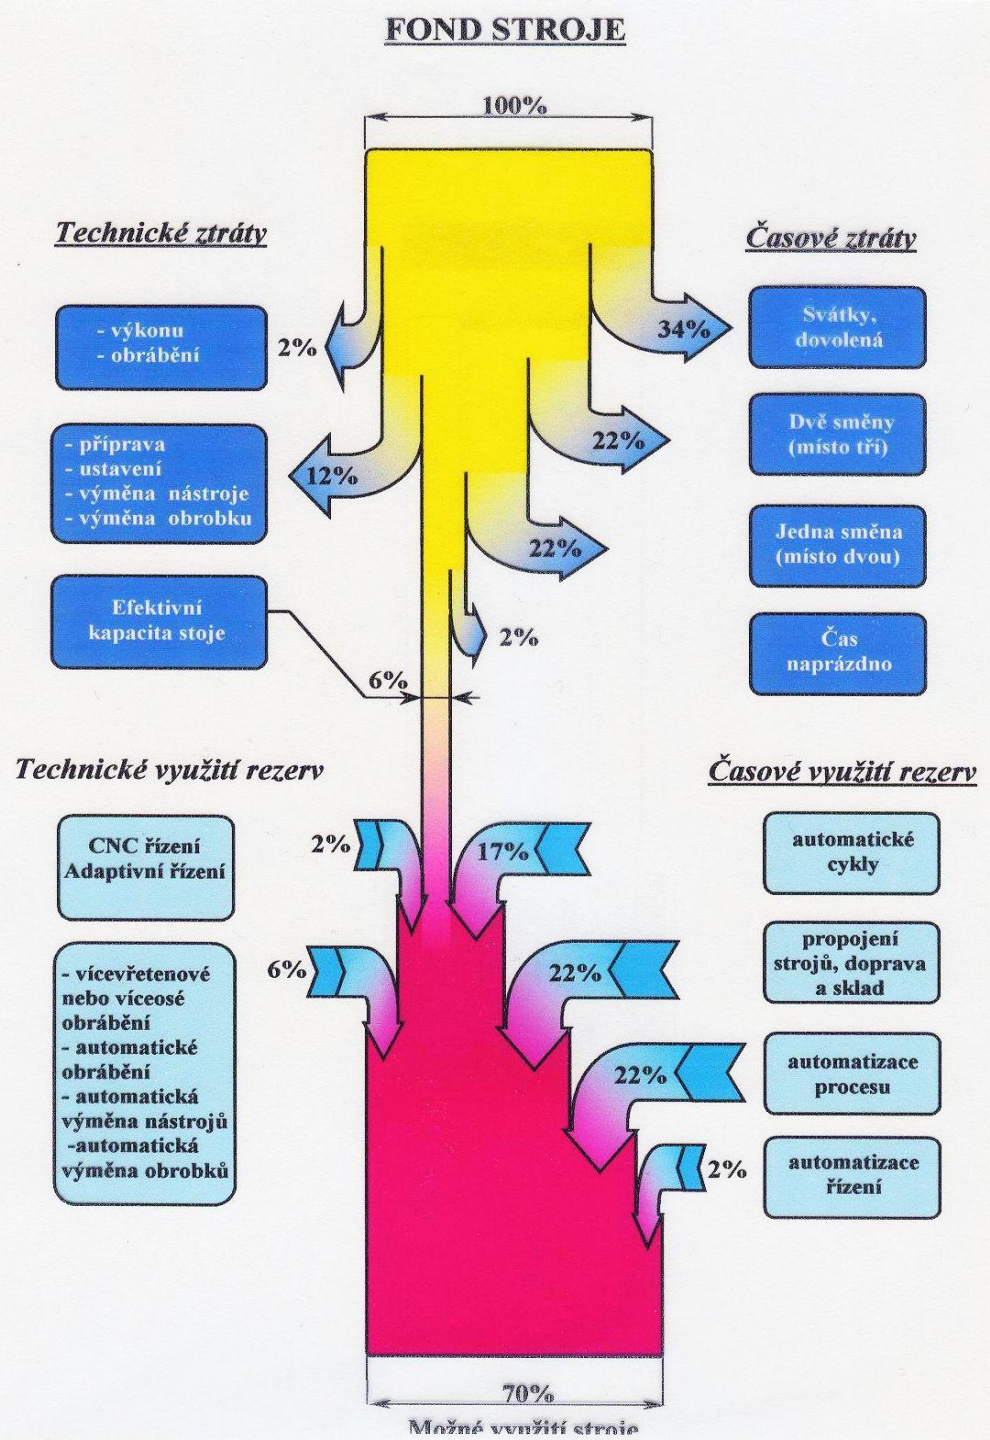 FOND STROJE
100%
Technické ztráty
- výkonu
- obrábění
2%
- příprava
- ustavení
- výměna nástroje
- výměna obrobku
12%
Efektivní
kapacita stoje
6%
Časové ztráty
34%
Svátky,
dovolená
22%
Dvě směny
(místo tří)
22%
Jedna směna
(místo dvou)
2%
Čas
naprázdno
Technické využití rezerv
CNC řízení
Adaptivní řízení
2%
- vícevřetenové
nebo víceosé
obrábění
- automatické
obrábění
- automatická
výměna nástrojů
-automatická
výměna obrobků
6%
Časové využití rezerv
17%
automatické
cykly
22%
propojení
strojů, doprava
a sklad
22%
automatizace
procesu
2%
automatizace
řízení
70%
Možné využití stroje